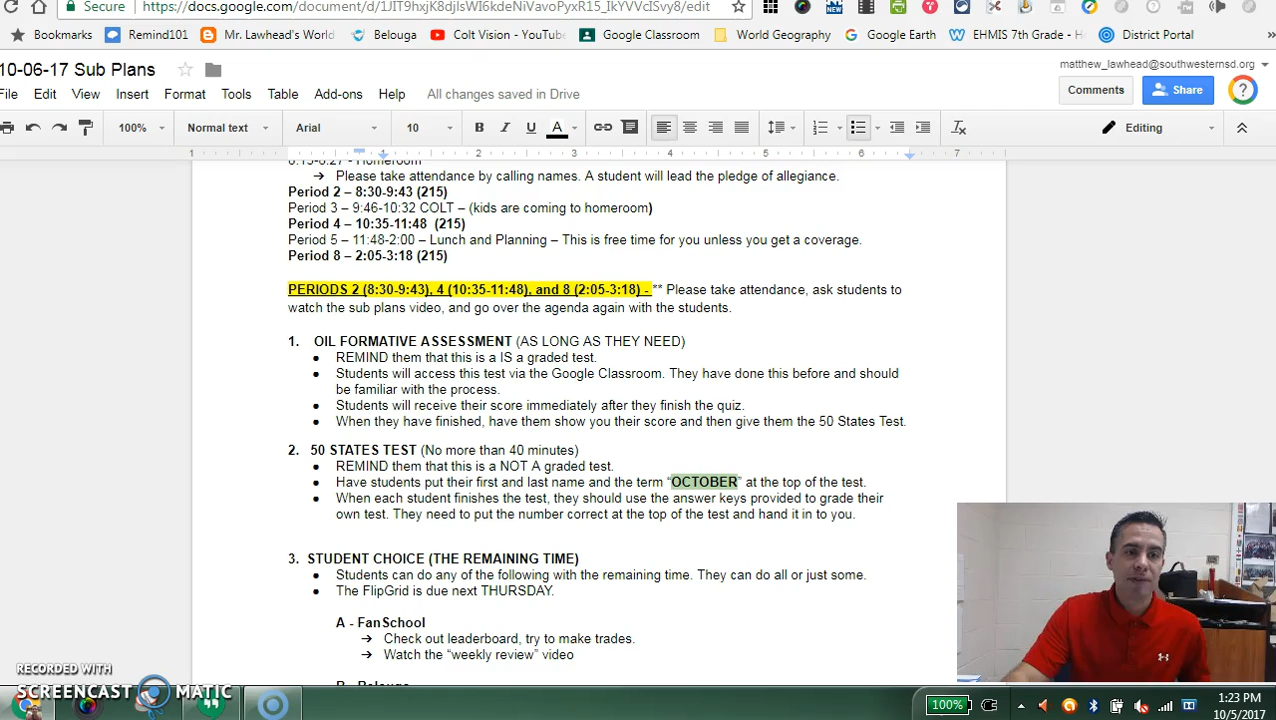 https://docs.google.com/document/d/1JIT9hxjK8djIsWI6kdeNiVavoPyxR15_IkYVVcISvy8/edit
NEW
Bookmarks Remind101 Mr. Lawhead's World Belouga Colt Vision - YouTube Google Classroom World Geography Google Earth EHMIS 7th Grade - H District Portal »
10-06-17 Sub Plans
matthew_lawhead@southwesternsd.org
File Edit View Insert Format Tools Table Add-ons Help All changes saved in Drive
Comments Share ?
100% Normal text Arial 10 B I U A Editing
1 1 2 3 4 5 6 7
Homeroom
→ Please take attendance by calling names. A student will lead the pledge of allegiance.
Period 2 – 8:30-9:43 (215)
Period 3 – 9:46-10:32 COLT – (kids are coming to homeroom)
Period 4 – 10:35-11:48 (215)
Period 5 – 11:48-2:00 – Lunch and Planning – This is free time for you unless you get a coverage.
Period 8 – 2:05-3:18 (215)
PERIODS 2 (8:30-9:43), 4 (10:35-11:48), and 8 (2:05-3:18) - ** Please take attendance, ask students to
watch the sub plans video, and go over the agenda again with the students.
1. OIL FORMATIVE ASSESSMENT (AS LONG AS THEY NEED)
• REMIND them that this is a IS a graded test.
• Students will access this test via the Google Classroom. They have done this before and should
be familiar with the process.
• Students will receive their score immediately after they finish the quiz.
• When they have finished, have them show you their score and then give them the 50 States Test.
2. 50 STATES TEST (No more than 40 minutes)
• REMIND them that this is a NOT A graded test.
• Have students put their first and last name and the term “OCTOBER” at the top of the test.
• When each student finishes the test, they should use the answer keys provided to grade their
own test. They need to put the number correct at the top of the test and hand it in to you.
3. STUDENT CHOICE (THE REMAINING TIME)
• Students can do any of the following with the remaining time. They can do all or just some.
• The FlipGrid is due next THURSDAY.
A - FanSchool
→ Check out leaderboard, try to make trades.
→ Watch the “weekly review” video
B - Belouga
RECORDED WITH
SCREENCAST MATIC
100%
1:23 PM
10/5/2017